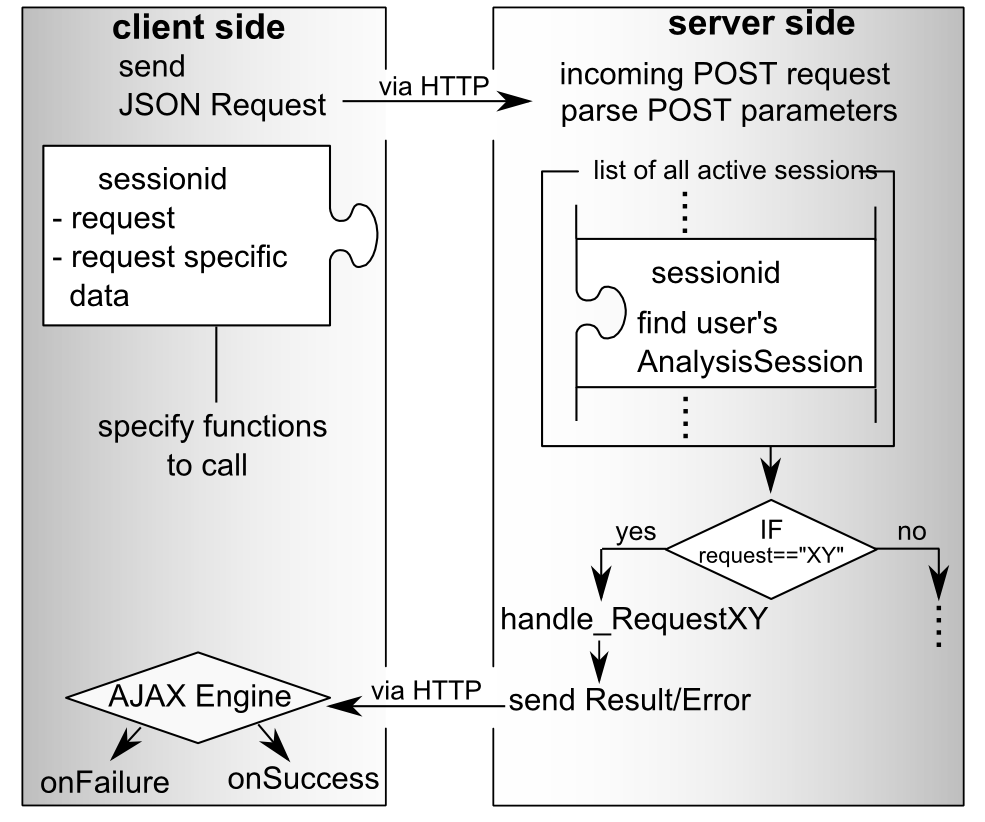 client side
send
JSON Request
via HTTP
server side
incoming POST request
parse POST parameters
sessionid
- request
- request specific
data
specify functions
to call
list of all active sessions
sessionid
find user's
AnalysisSession
IF
request=="XY"
yes
no
handle_RequestXY
send Result/Error
via HTTP
AJAX Engine
onFailure
onSuccess